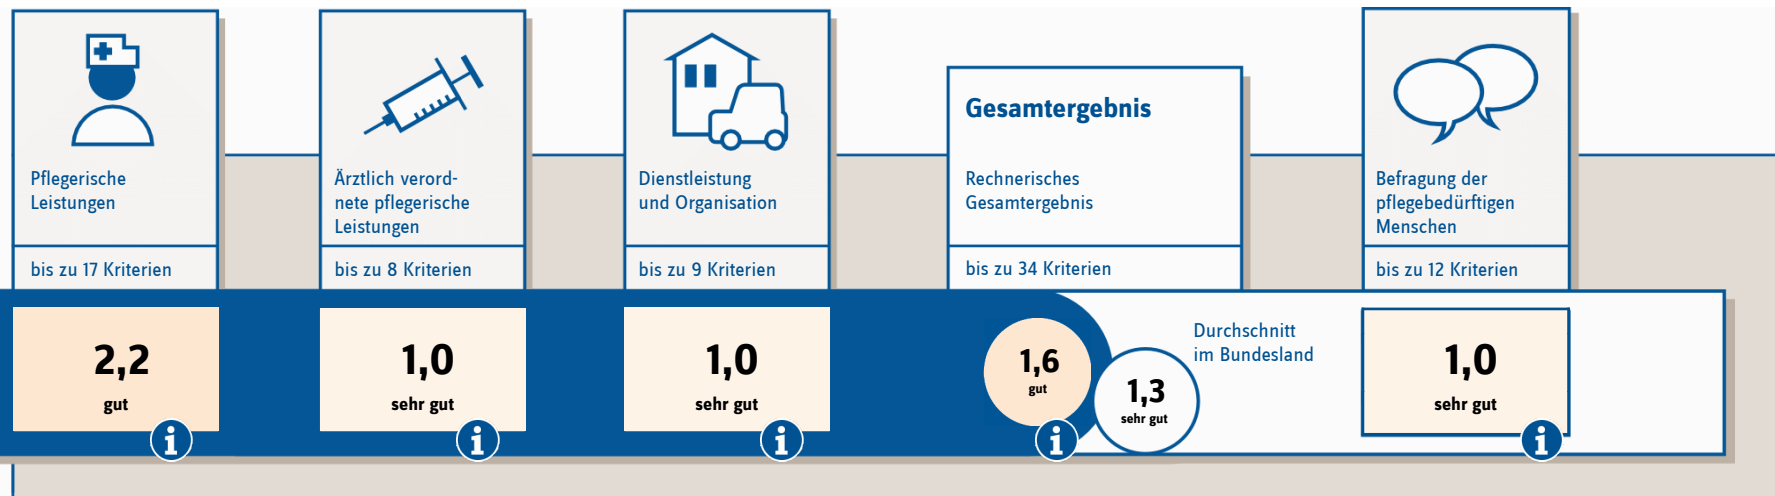 Pflegerische
Leistungen
bis zu 17 Kriterien
2,2
gut
i
Ärztlich verord-
nete pflegerische
Leistungen
bis zu 8 Kriterien
1,0
sehr gut
i
Dienstleistung
und Organisation
bis zu 9 Kriterien
1,0
sehr gut
i
Gesamtergebnis
Rechnerisches
Gesamtergebnis
bis zu 34 Kriterien
1,6
gut
i
1,3
sehr gut
Durchschnitt
im Bundesland
Befragung der
pflegebedürftigen
Menschen
bis zu 12 Kriterien
1,0
sehr gut
i